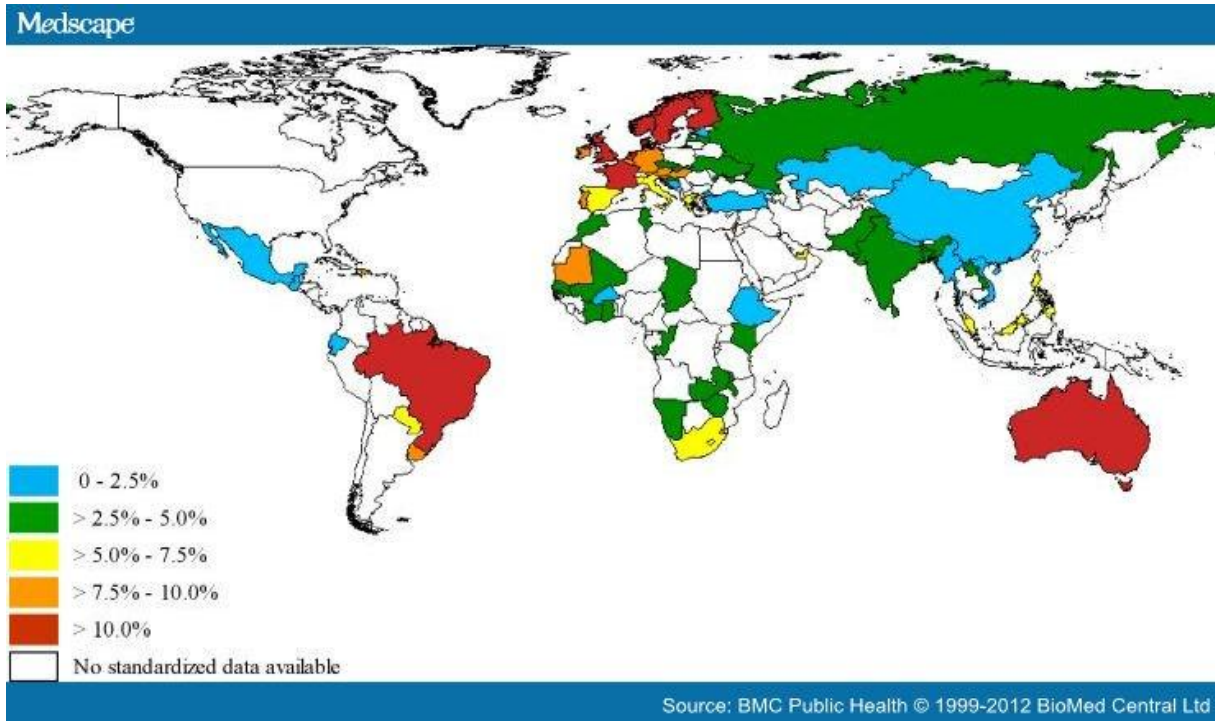 Medscape
0 - 2.5%
> 2.5% - 5.0%
> 5.0% - 7.5%
> 7.5% - 10.0%
> 10.0%
No standardized data available
Source: BMC Public Health © 1999-2012 BioMed Central Ltd